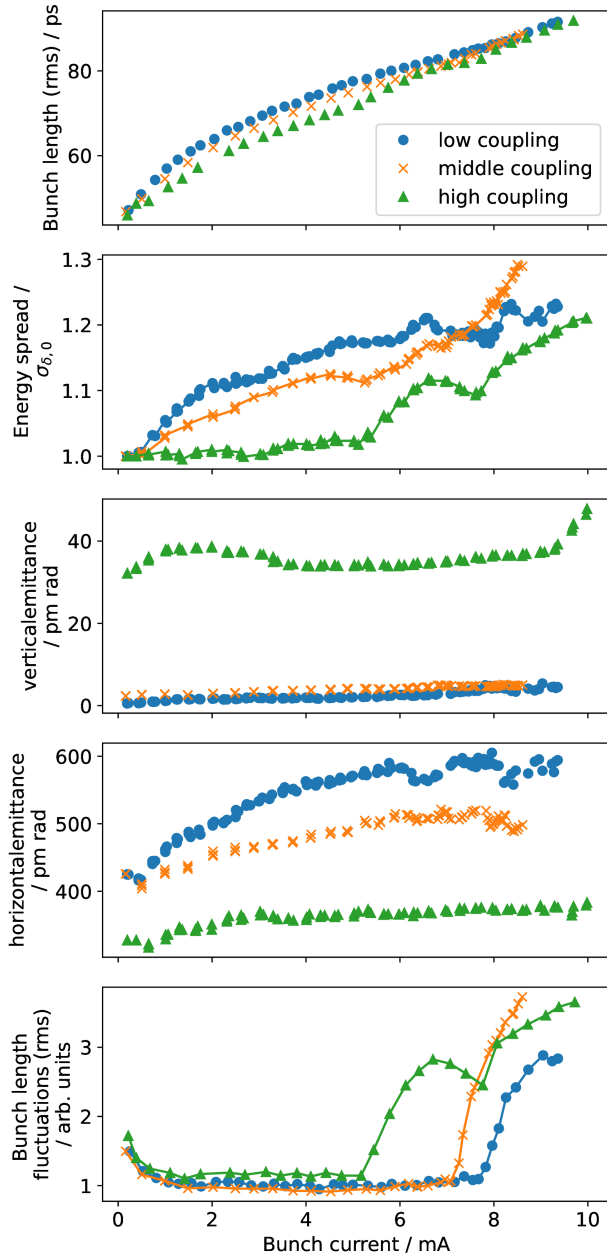 Bunch length (rms) / ps
80
60
low coupling
middle coupling
high coupling
Energy spread /
σδ,0
1.3
1.2
1.1
1.0
verticalemittance
/ pm rad
40
20
0
horizontalemittance
/ pm rad
600
500
400
Bunch length
fluctuations (rms)
/ arb. units
3
2
1
0 2 4 6 8 10
Bunch current / mA